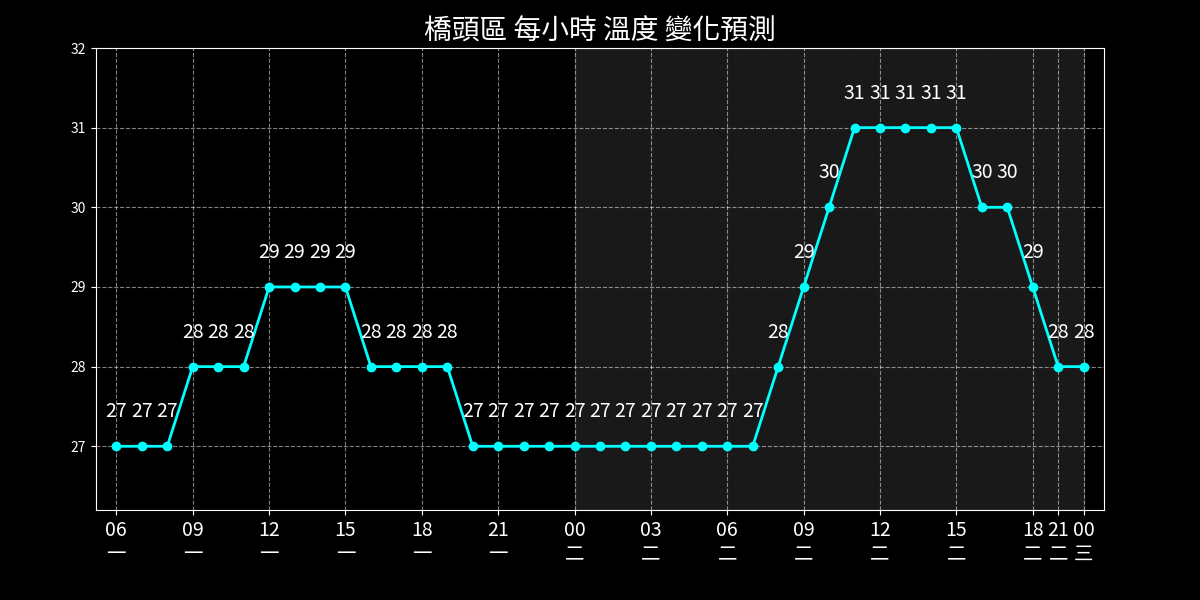 橋頭區 每小時 溫度 變化預測
32
31 31 31 31 31
31
30 30 30
30
29 29 29 29 29 29
29
28 28 28 28 28 28 28 28 28 28
28
27 27 27 27 27 27 27 27 27 27 27 27 27 27 27
27
06 09 12 15 18 21 00 03 06 09 12 15 18 21 00
一 一 一 一 一 一 二 二 二 二 二 二 二 二 三